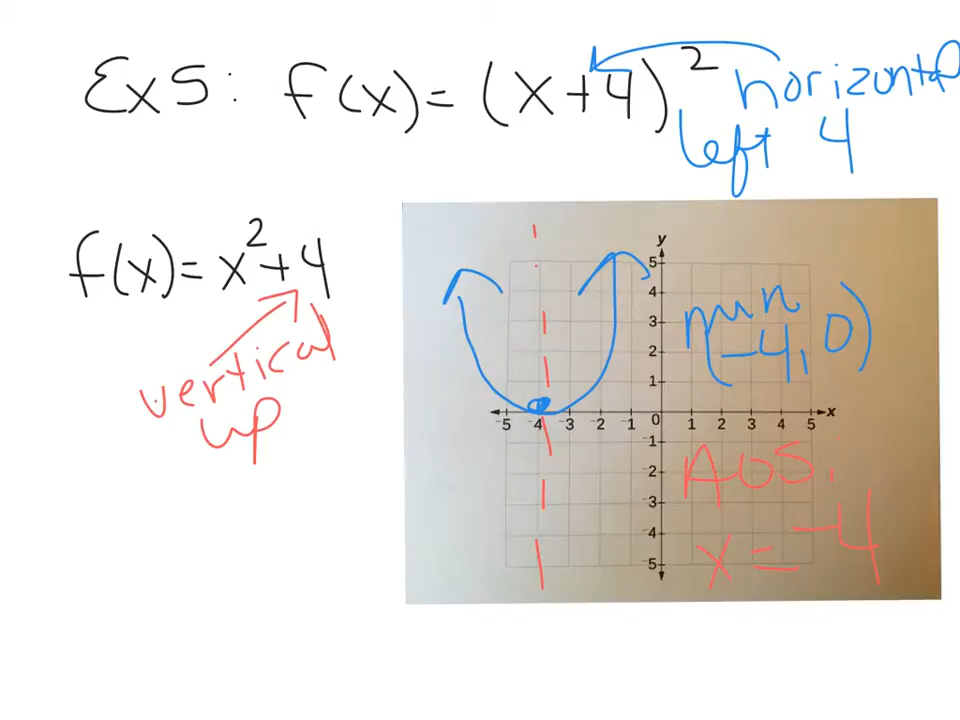 Ex 5: f(x) = (x+4)² horizontal
left 4
f(x) = x² + 4
vertical
up
y
5
4
3
2
1
min
(-4, 0)
-5 -4 -3 -2 -1 0 1 2 3 4 5 x
-1
-2
-3
-4
-5
AOS:
x = -4